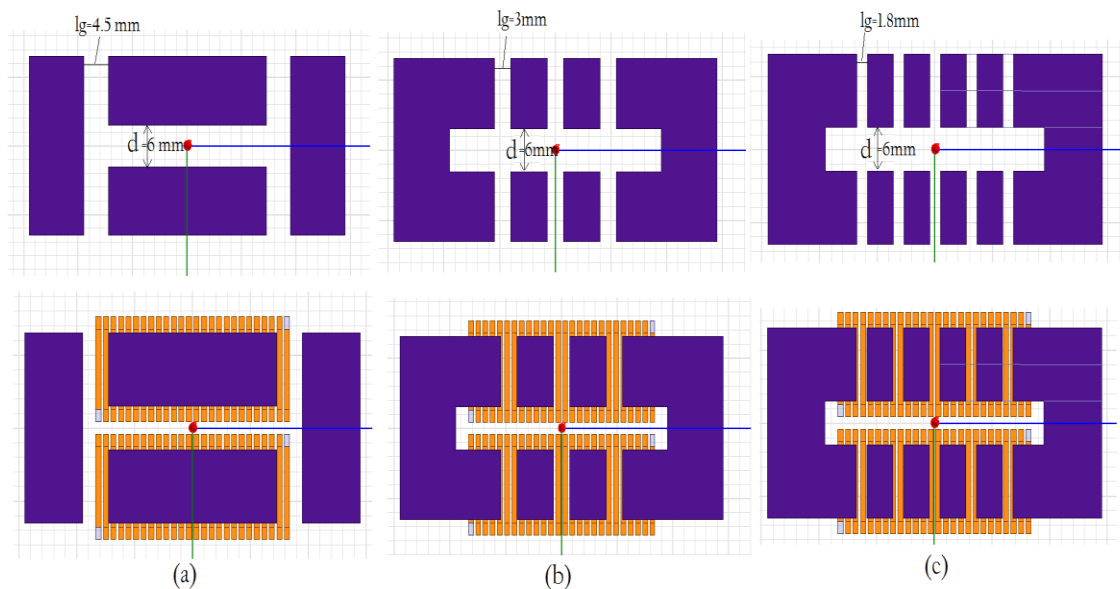 lg=4.5 mm
lg=3mm
lg=1.8mm
d =6 mm
d =6mm
d =6mm
(a)
(b)
(c)